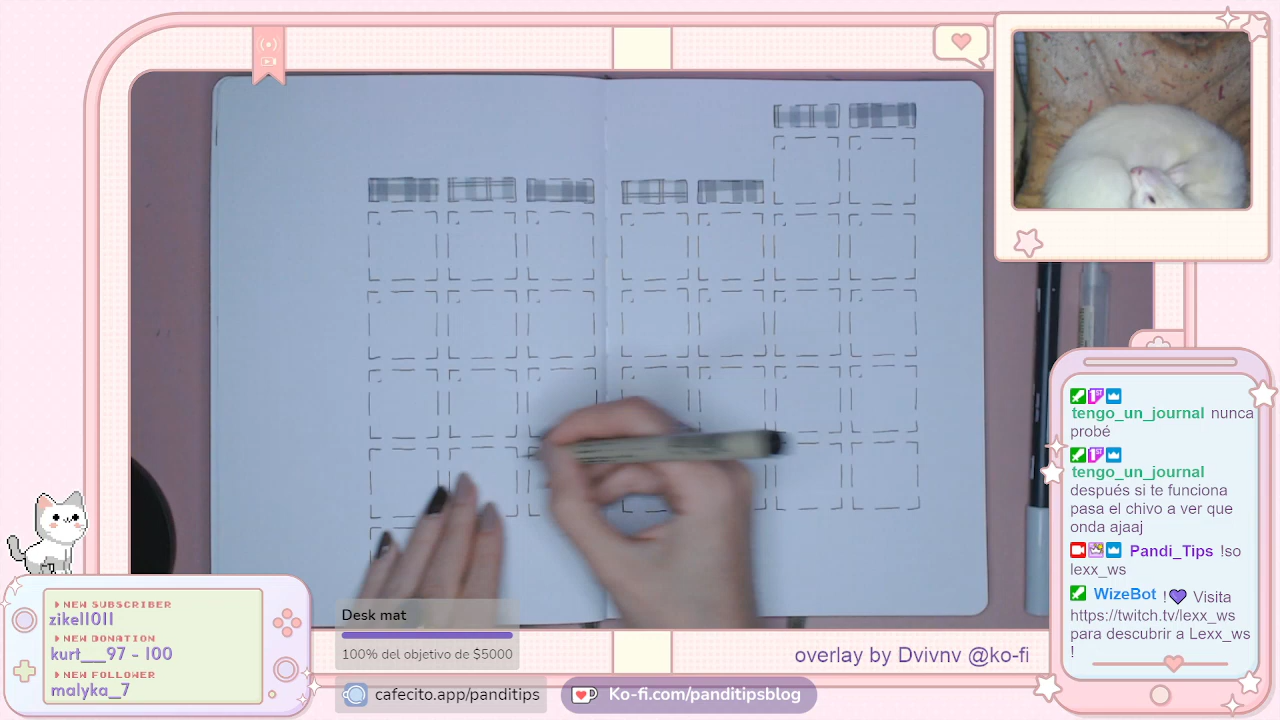 tengo_un_journal nunca
probé
tengo_un_journal
después si te funciona
pasa el chivo a ver que
onda ajaaj
Pandi_Tips !so
lexx_ws
WizeBot ! Visita
https://twitch.tv/lexx_ws
para descubrir a Lexx_ws
!
NEW SUBSCRIBER
zikell0ll
NEW DONATION
kurt__97 - 100
NEW FOLLOWER
malyka_7
Desk mat
100% del objetivo de $5000
overlay by Dvivnv @ko-fi
cafecito.app/panditips
Ko-fi.com/panditipsblog